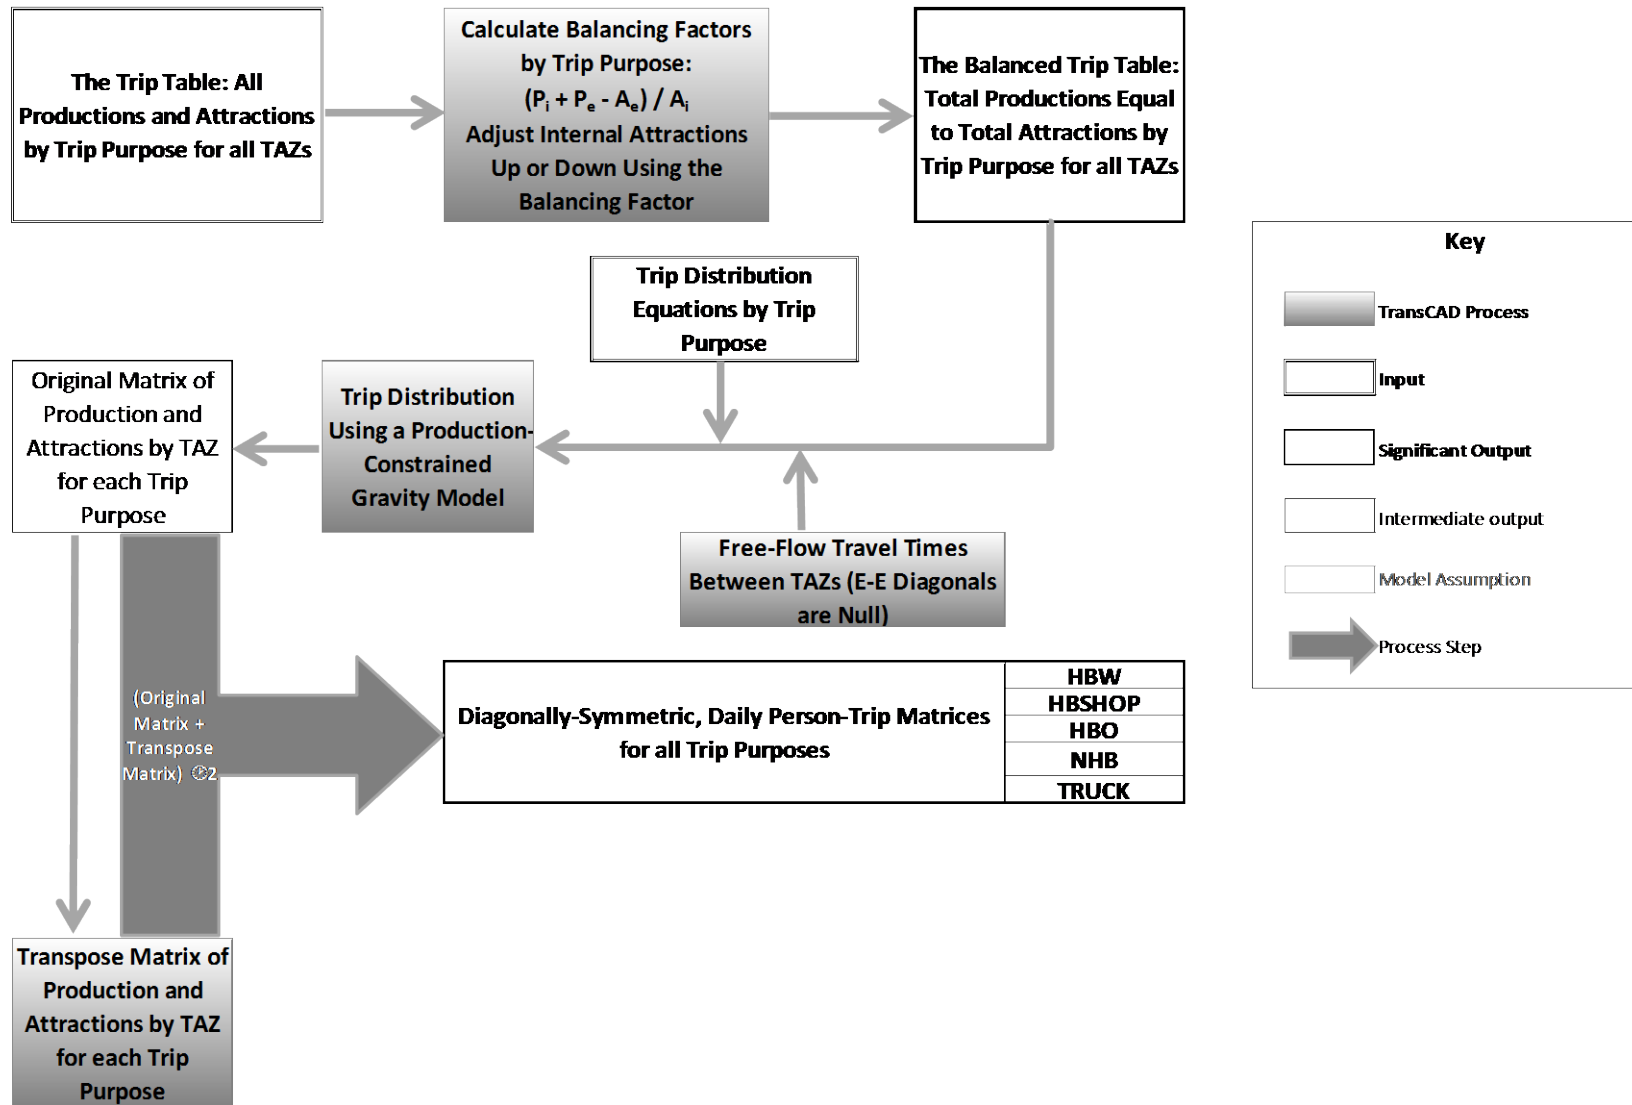 The Trip Table: All
Productions and Attractions
by Trip Purpose for all TAZs
Calculate Balancing Factors
by Trip Purpose:
(Pi + Pe - Ae) / Ai
Adjust Internal Attractions
Up or Down Using the
Balancing Factor
The Balanced Trip Table:
Total Productions Equal
to Total Attractions by
Trip Purpose for all TAZs
Key
TransCAD Process
Input
Significant Output
Intermediate output
Model Assumption
Process Step
Trip Distribution
Equations by Trip
Purpose
Original Matrix of
Production and
Attractions by TAZ
for each Trip
Purpose
Trip Distribution
Using a Production-
Constrained
Gravity Model
Free-Flow Travel Times
Between TAZs (E-E Diagonals
are Null)
(Original
Matrix +
Transpose
Matrix) 2
Diagonally-Symmetric, Daily Person-Trip Matrices
for all Trip Purposes
HBW
HBSHOP
HBO
NHB
TRUCK
Transpose Matrix of
Production and
Attractions by TAZ
for each Trip
Purpose